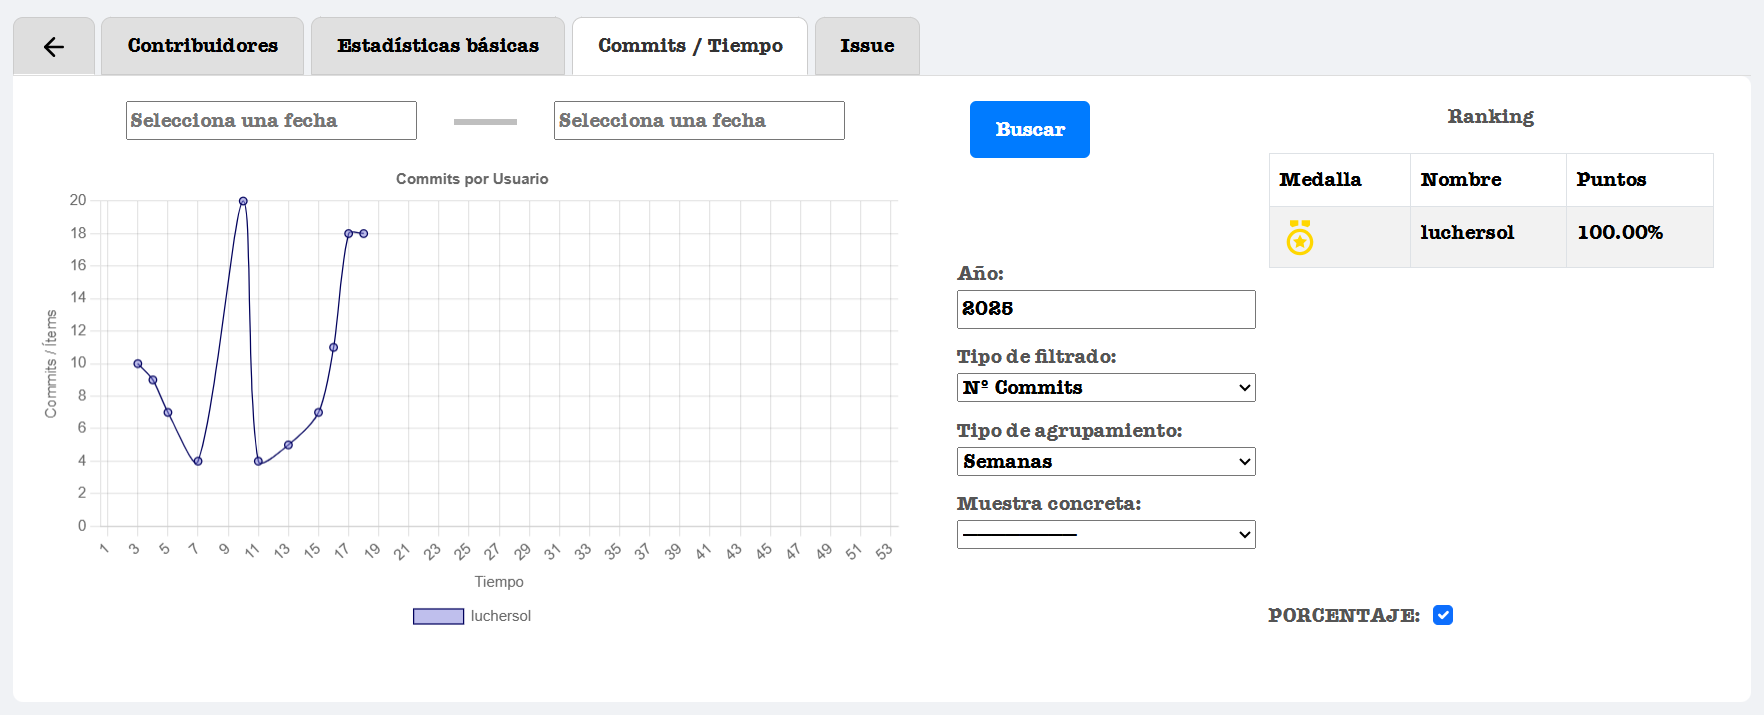 Contribuidores
Estadísticas básicas
Commits / Tiempo
Issue
Selecciona una fecha
Selecciona una fecha
Buscar
Commits por Usuario
20
18
16
14
12
10
8
6
4
2
0
Commits / Ítems
1 3 5 7 9 11 13 15 17 19 21 23 25 27 29 31 33 35 37 39 41 43 45 47 49 51 53
Tiempo
luchersol
Año:
2025
Tipo de filtrado:
Nº Commits
Tipo de agrupamiento:
Semanas
Muestra concreta:
Ranking
Medalla Nombre Puntos
luchersol 100.00%
PORCENTAJE: